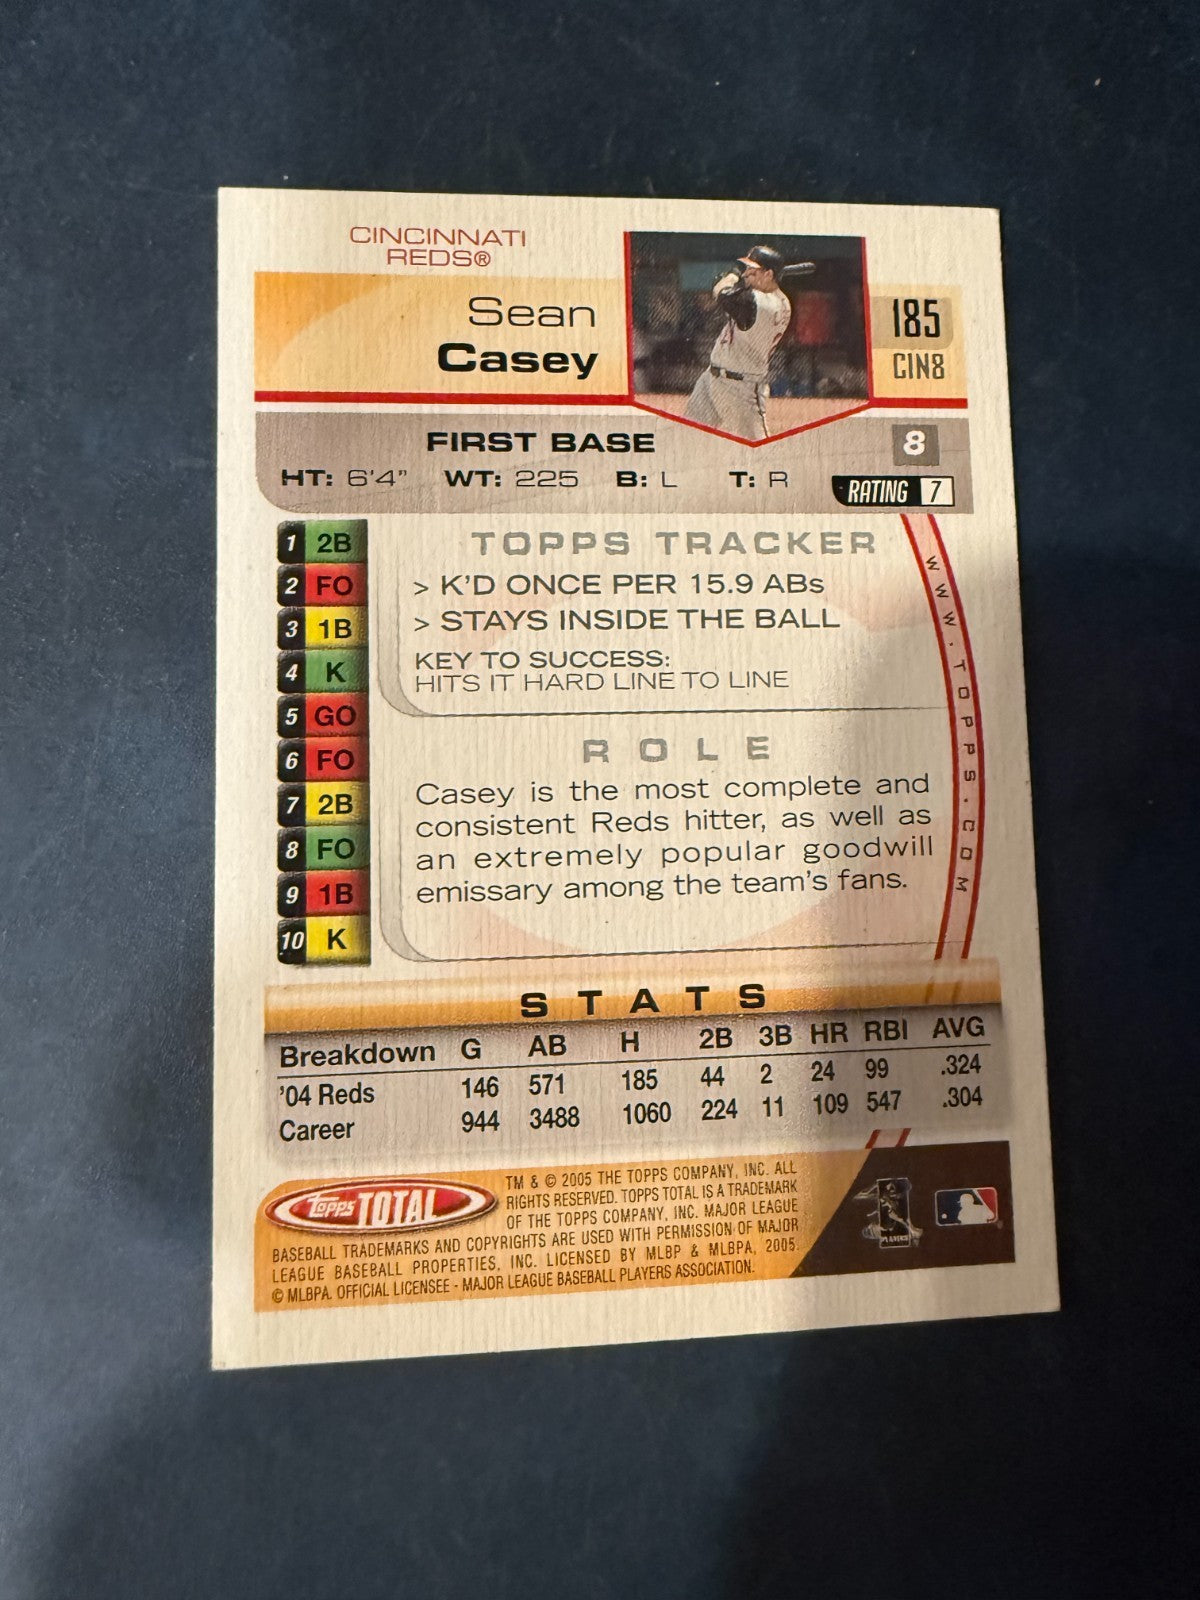 CINCINNATI
REDS®
Sean
Casey
185
CIN8
FIRST BASE
8
HT: 6'4" WT: 225 B: L T: R
RATING 7
1 2B
2 FO
3 1B
4 K
5 GO
6 FO
7 2B
8 FO
9 1B
10 K
TOPPS TRACKER
> K'D ONCE PER 15.9 ABs
> STAYS INSIDE THE BALL
KEY TO SUCCESS:
HITS IT HARD LINE TO LINE
WWW.TOPPS.COM
ROLE
Casey is the most complete and
consistent Reds hitter, as well as
an extremely popular goodwill
emissary among the team's fans.
STATS
Breakdown G AB H 2B 3B HR RBI AVG
'04 Reds 146 571 185 44 2 24 99 .324
Career 944 3488 1060 224 11 109 547 .304
Topps TOTAL
TM & © 2005 THE TOPPS COMPANY, INC. ALL
RIGHTS RESERVED. TOPPS TOTAL IS A TRADEMARK
OF THE TOPPS COMPANY, INC. MAJOR LEAGUE
BASEBALL TRADEMARKS AND COPYRIGHTS ARE USED WITH PERMISSION OF MAJOR
LEAGUE BASEBALL PROPERTIES, INC. LICENSED BY MLBP & MLBPA, 2005.
© MLBPA. OFFICIAL LICENSEE - MAJOR LEAGUE BASEBALL PLAYERS ASSOCIATION.
PLAYERS